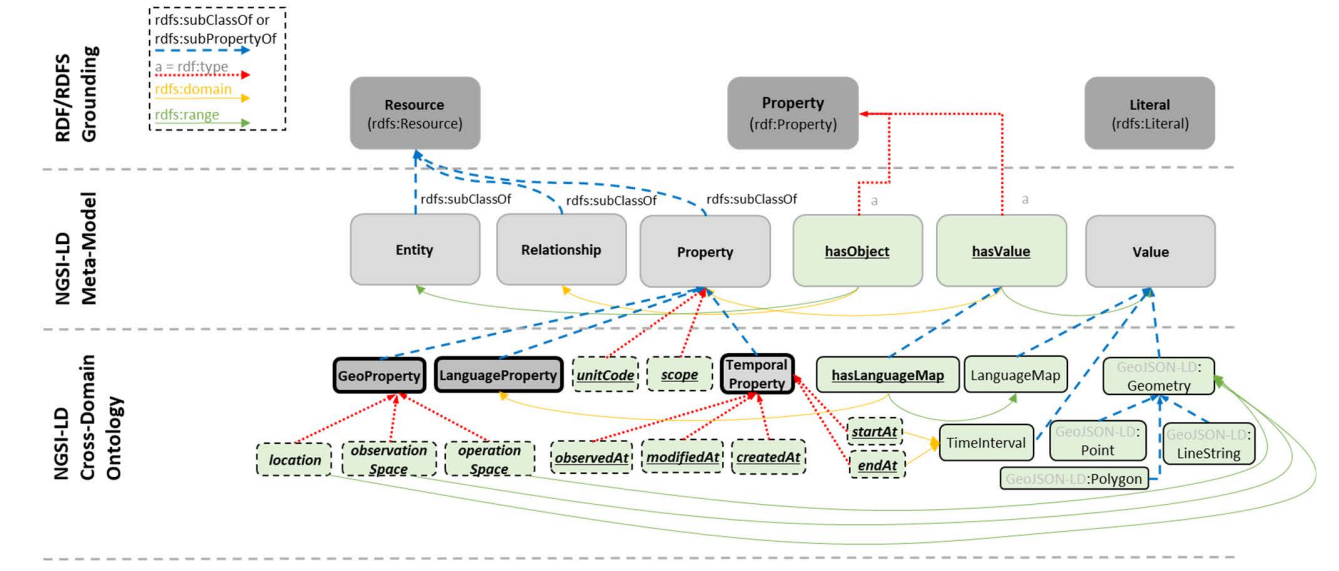 rdfs:subClassOf or
rdfs:subPropertyOf
a = rdf:type
rdfs:domain
rdfs:range
RDF/RDFS
Grounding
Resource
(rdfs:Resource)
Property
(rdf:Property)
Literal
(rdfs:Literal)
rdfs:subClassOf
rdfs:subClassOf
rdfs:subClassOf
a
a
NGSI-LD
Meta-Model
Entity
Relationship
Property
hasObject
hasValue
Value
NGSI-LD
Cross-Domain
Ontology
GeoProperty
LanguageProperty
unitCode
scope
Temporal
Property
hasLanguageMap
LanguageMap
GeoJSON-LD:
Geometry
location
observation
Space
operation
Space
observedAt
modifiedAt
createdAt
startAt
endAt
TimeInterval
GeoJSON-LD:
Point
GeoJSON-LD:
LineString
GeoJSON-LD:Polygon